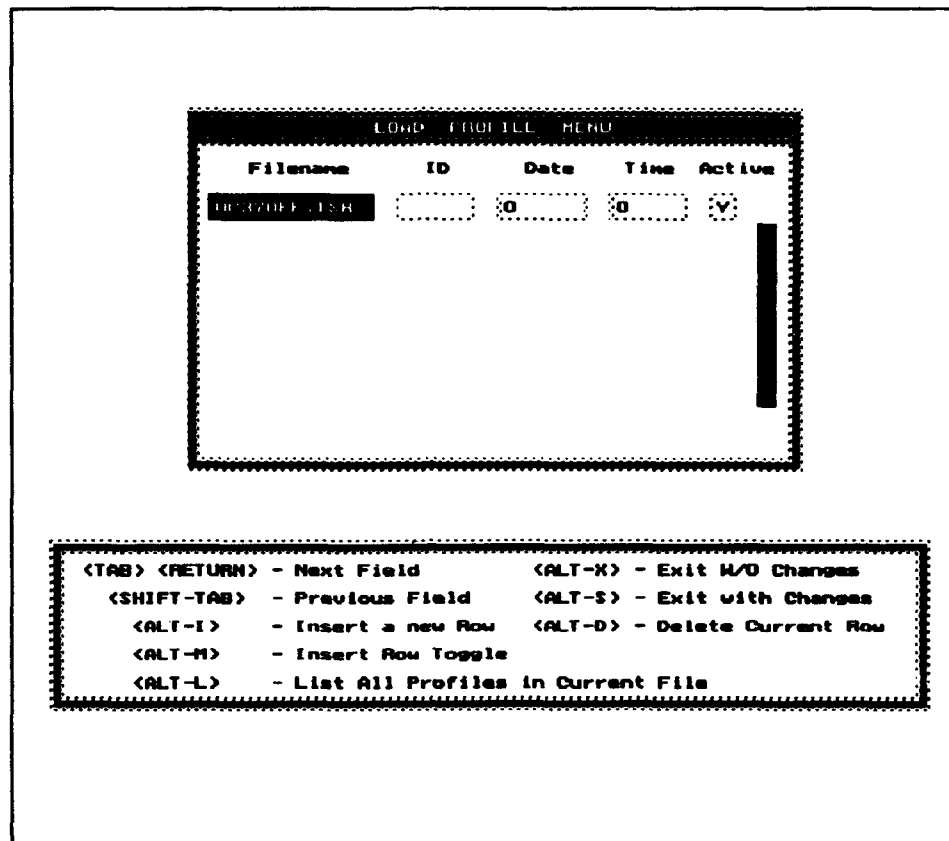 LOAD PROFILE MENU
Filename ID Date Time Active
0 0 Y
<TAB> <RETURN> - Next Field <ALT-X> - Exit W/O Changes
<SHIFT-TAB> - Previous Field <ALT-S> - Exit with Changes
<ALT-I> - Insert a new Row <ALT-D> - Delete Current Row
<ALT-M> - Insert Row Toggle
<ALT-L> - List All Profiles in Current File